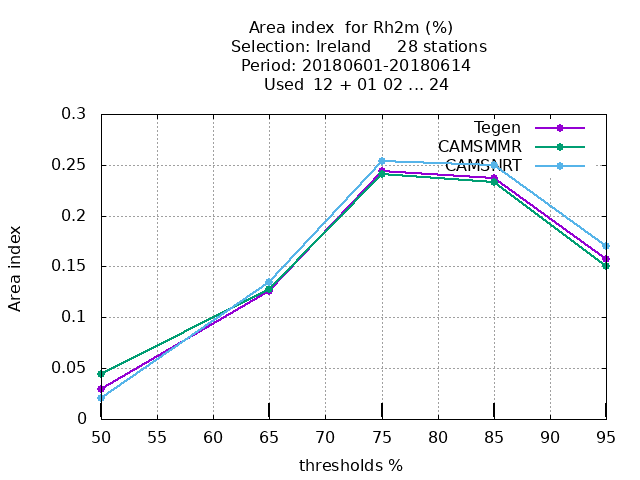 Area index  for Rh2m (%)
Selection: Ireland     28 stations
Period: 20180601-20180614
Used  12 + 01 02 ... 24
Tegen
CAMSMMR
CAMSNRT
0.3
0.25
0.2
0.15
0.1
0.05
0
Area index
50 55 60 65 70 75 80 85 90 95
thresholds %